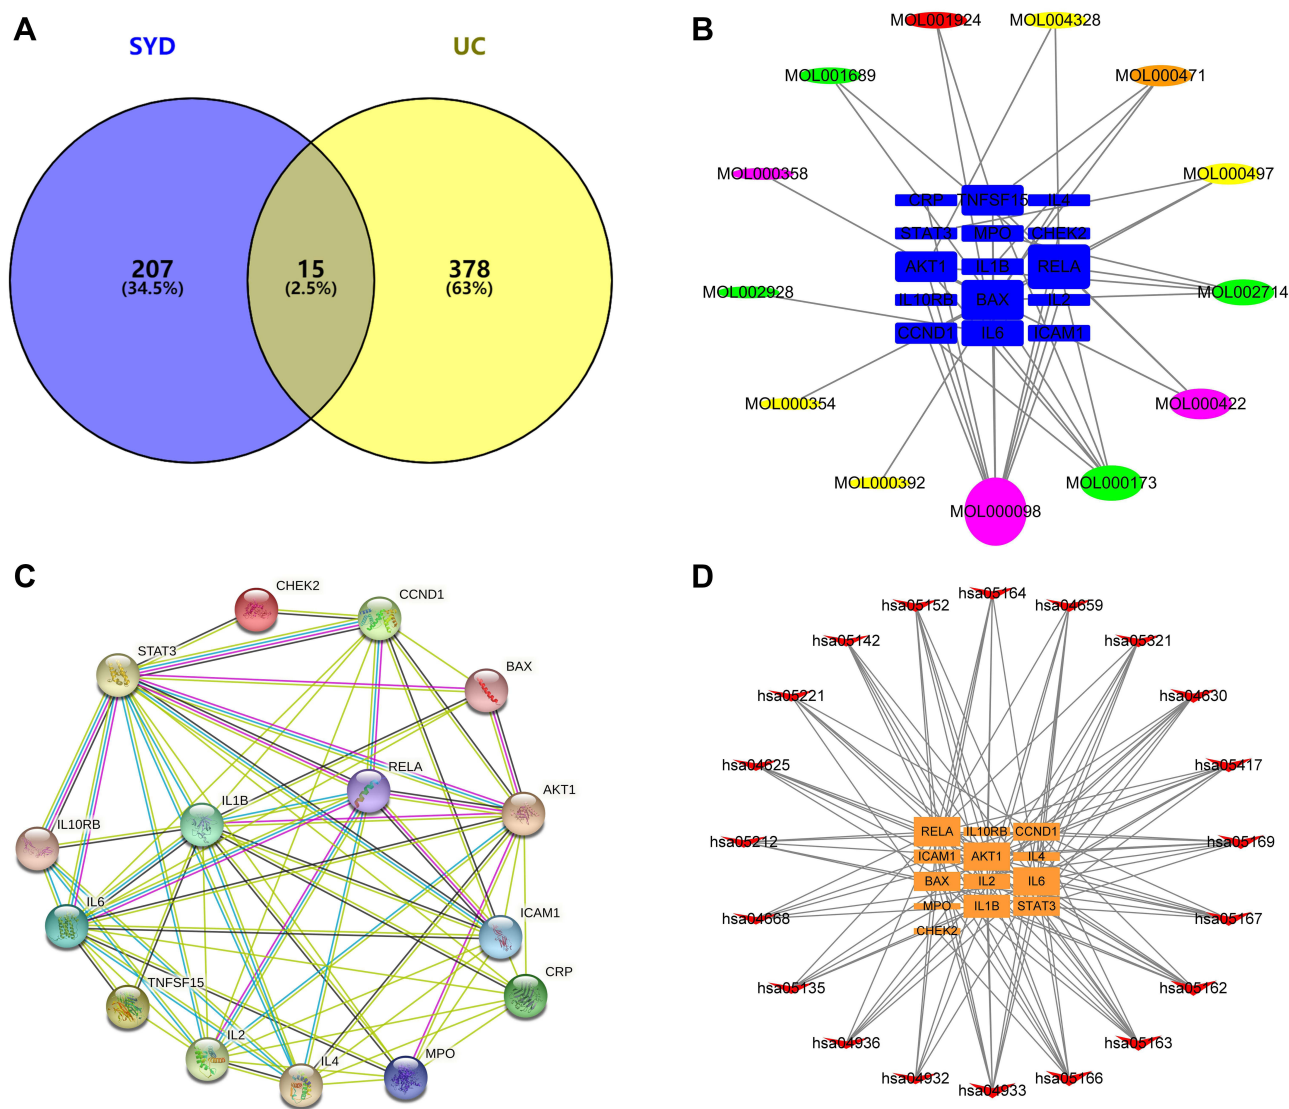 A
SYD
UC
207
(34.5%)
15
(2.5%)
378
(63%)
B
MOL001924
MOL004328
MOL001689
MOL000471
MOL000358
MOL000497
CRP TNFSF15 IL4
STAT3 MPO CHEK2
AKT1 IL1B RELA
MOL002928
IL10RB BAX IL2
MOL002714
CCND1 IL6 ICAM1
MOL000354
MOL000422
MOL000392
MOL000173
MOL000098
C
CHEK2
CCND1
STAT3
BAX
RELA
AKT1
IL1B
IL10RB
IL6
ICAM1
CRP
TNFSF15
IL2
IL4
MPO
D
hsa05164
hsa05152
hsa04659
hsa05142
hsa05321
hsa05221
hsa04630
hsa04625
hsa05417
RELA IL10RB CCND1
hsa05212
hsa05169
ICAM1 AKT1 IL4
BAX IL2 IL6
MPO IL1B STAT3
CHEK2
hsa04668
hsa05167
hsa05135
hsa05162
hsa04936
hsa05163
hsa04932
hsa04933
hsa05166